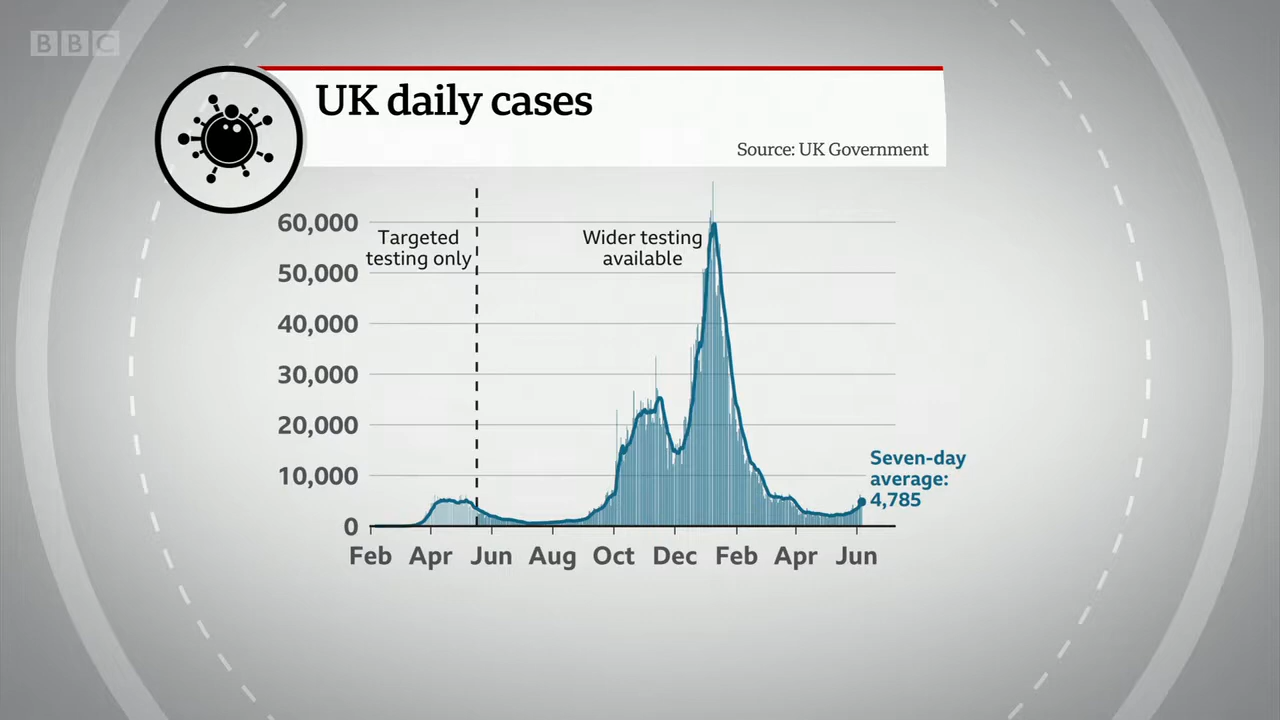 BBC
UK daily cases
Source: UK Government
60,000
50,000
40,000
30,000
20,000
10,000
0
Targeted
testing only
Wider testing
available
Seven-day
average:
4,785
Feb Apr Jun Aug Oct Dec Feb Apr Jun